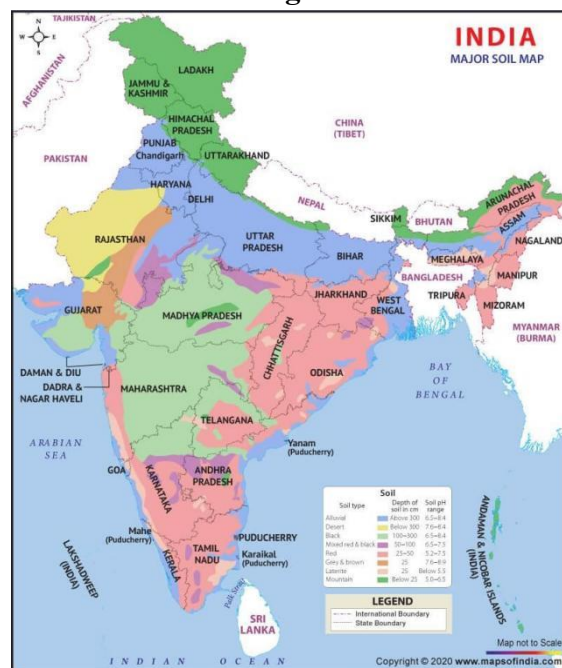 INDIA
MAJOR SOIL MAP
TAJIKISTAN
AFGHANISTAN
LADAKH
JAMMU &
KASHMIR
HIMACHAL
PRADESH
CHINA
(TIBET)
PUNJAB
Chandigarh
UTTARAKHAND
PAKISTAN
HARYANA
DELHI
NEPAL
SIKKIM
BHUTAN
ARUNACHAL
PRADESH
ASSAM
NAGALAND
RAJASTHAN
UTTAR
PRADESH
BIHAR
MEGHALAYA
BANGLADESH
MANIPUR
TRIPURA
MIZORAM
MYANMAR
(BURMA)
GUJARAT
MADHYA PRADESH
JHARKHAND
WEST
BENGAL
CHHATTISGARH
ODISHA
DAMAN & DIU
DADRA &
NAGAR HAVELI
MAHARASHTRA
BAY
OF
BENGAL
TELANGANA
ARABIAN
SEA
Yanam
(Puducherry)
GOA
KARNATAKA
ANDHRA
PRADESH
Mahe
(Puducherry)
PUDUCHERRY
Karaikal
(Puducherry)
TAMIL
NADU
KERALA
LAKSHADWEEP
(INDIA)
ANDAMAN & NICOBAR ISLANDS
(INDIA)
Palk Strait
SRI
LANKA
INDIAN OCEAN
Soil
Soil type Depth of soil in cm Soil pH range
Alluvial Above 300 6.5-8.4
Desert Below 300 7.6-8.4
Black 100-300 6.5-8.4
Mixed red & black 50-100 6.5-7.5
Red 25-50 5.2-7.5
Grey & brown 25 7.6-8.9
Laterite 25 Below 5.5
Mountain Below 25 5.0-6.5
LEGEND
International Boundary
State Boundary
Map not to Scale
Copyright © 2020 www.mapsofindia.com